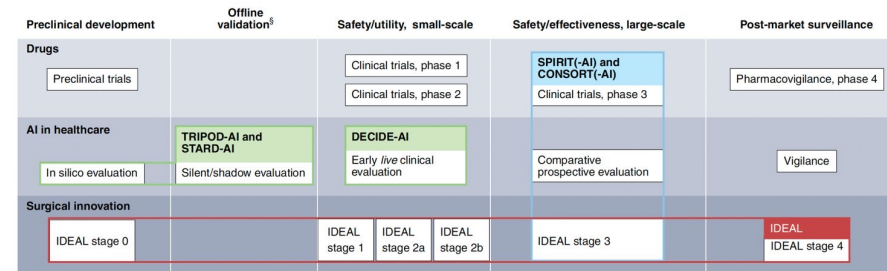 Preclinical development
Offline
validation§
Safety/utility, small-scale
Safety/effectiveness, large-scale
Post-market surveillance
Drugs
Preclinical trials
Clinical trials, phase 1
Clinical trials, phase 2
SPIRIT(-AI) and
CONSORT(-AI)
Clinical trials, phase 3
Pharmacovigilance, phase 4
AI in healthcare
In silico evaluation
TRIPOD-AI and
STARD-AI
Silent/shadow evaluation
DECIDE-AI
Early live clinical
evaluation
Comparative
prospective evaluation
Vigilance
Surgical innovation
IDEAL stage 0
IDEAL
stage 1
IDEAL
stage 2a
IDEAL
stage 2b
IDEAL stage 3
IDEAL
IDEAL stage 4